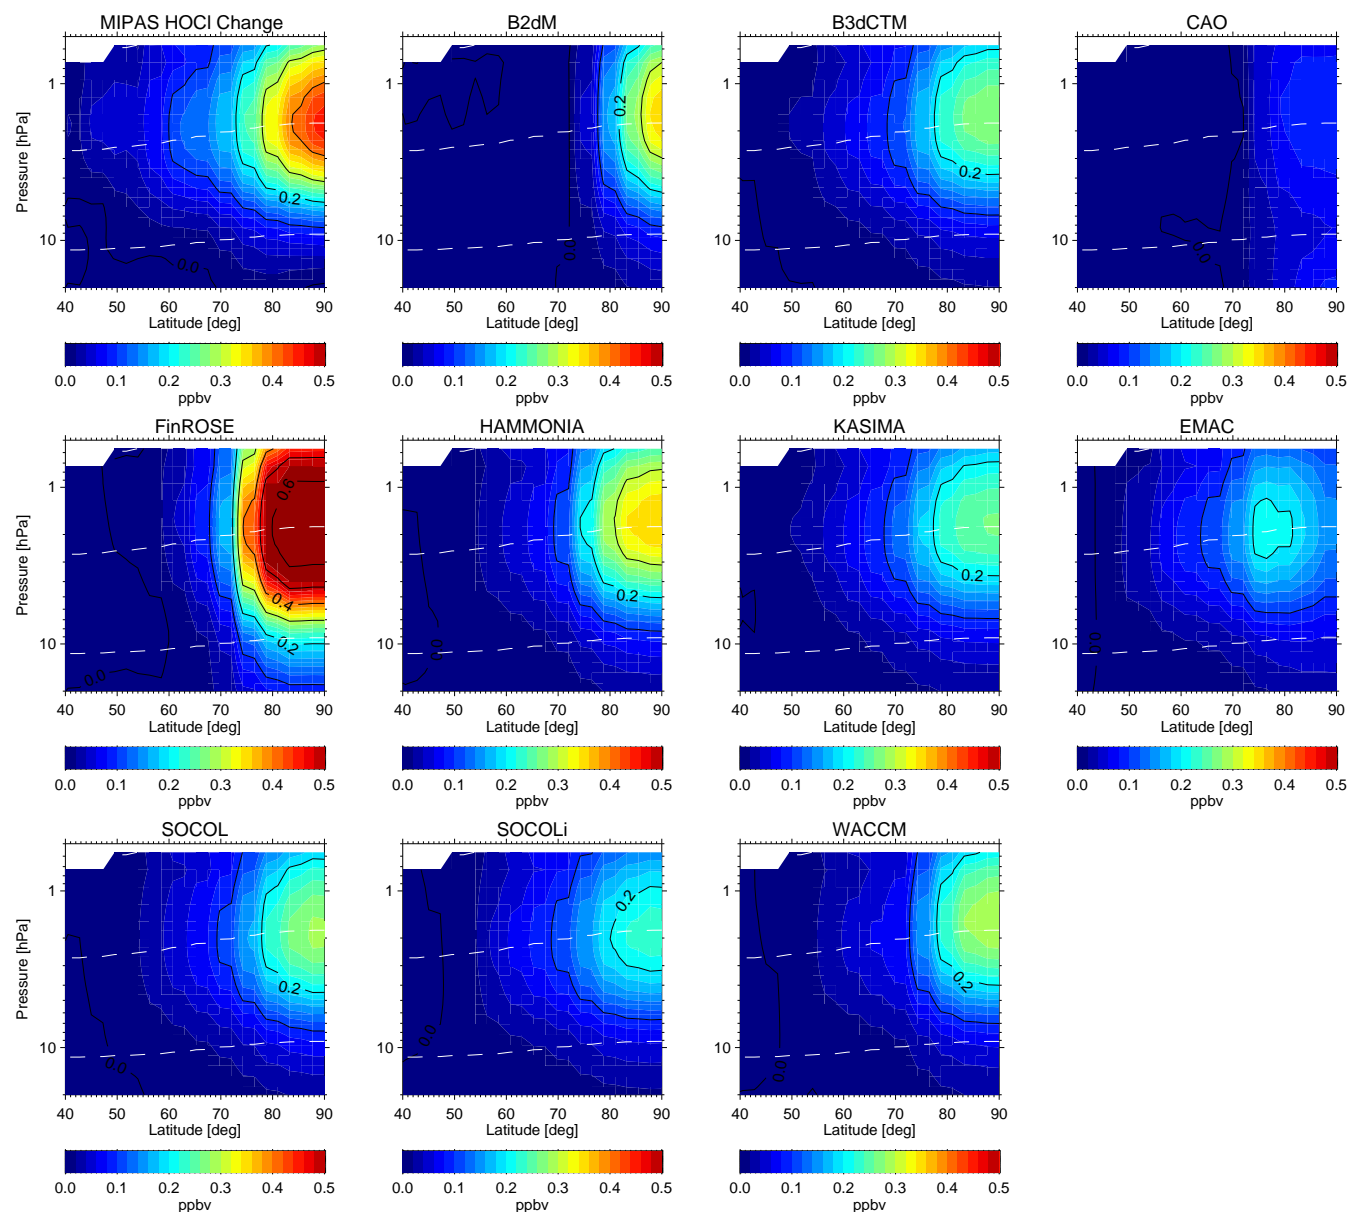 MIPAS HOCl Change B2dM B3dCTM CAO
Pressure [hPa]
1 1 1 1
10 10 10 10
0.2 0.0 0.2 0.0 0.2 0.0
40 50 60 70 80 90 40 50 60 70 80 90 40 50 60 70 80 90 40 50 60 70 80 90
Latitude [deg] Latitude [deg] Latitude [deg] Latitude [deg]
0.0 0.1 0.2 0.3 0.4 0.5 0.0 0.1 0.2 0.3 0.4 0.5 0.0 0.1 0.2 0.3 0.4 0.5 0.0 0.1 0.2 0.3 0.4 0.5
ppbv ppbv ppbv ppbv
FinROSE HAMMONIA KASIMA EMAC
Pressure [hPa]
1 1 1 1
10 10 10 10
0.6 0.4 0.2 0.0 0.2 0.0 0.2 0.0
40 50 60 70 80 90 40 50 60 70 80 90 40 50 60 70 80 90 40 50 60 70 80 90
Latitude [deg] Latitude [deg] Latitude [deg] Latitude [deg]
0.0 0.1 0.2 0.3 0.4 0.5 0.0 0.1 0.2 0.3 0.4 0.5 0.0 0.1 0.2 0.3 0.4 0.5 0.0 0.1 0.2 0.3 0.4 0.5
ppbv ppbv ppbv ppbv
SOCOL SOCOLi WACCM
Pressure [hPa]
1 1 1
10 10 10
0.2 0.0 0.2 0.0 0.2 0.0
40 50 60 70 80 90 40 50 60 70 80 90 40 50 60 70 80 90
Latitude [deg] Latitude [deg] Latitude [deg]
0.0 0.1 0.2 0.3 0.4 0.5 0.0 0.1 0.2 0.3 0.4 0.5 0.0 0.1 0.2 0.3 0.4 0.5
ppbv ppbv ppbv